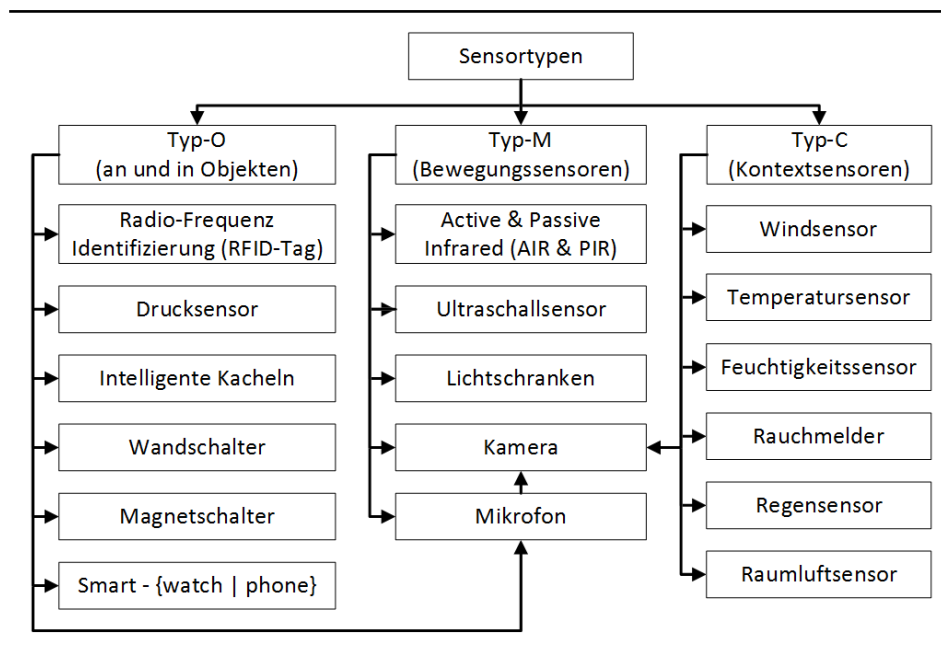 Sensortypen
Typ-O
(an und in Objekten)
Radio-Frequenz
Identifizierung (RFID-Tag)
Drucksensor
Intelligente Kacheln
Wandschalter
Magnetschalter
Smart - {watch | phone}
Typ-M
(Bewegungssensoren)
Active & Passive
Infrared (AIR & PIR)
Ultraschallsensor
Lichtschranken
Kamera
Mikrofon
Typ-C
(Kontextsensoren)
Windsensor
Temperatursensor
Feuchtigkeitssensor
Rauchmelder
Regensensor
Raumluftsensor